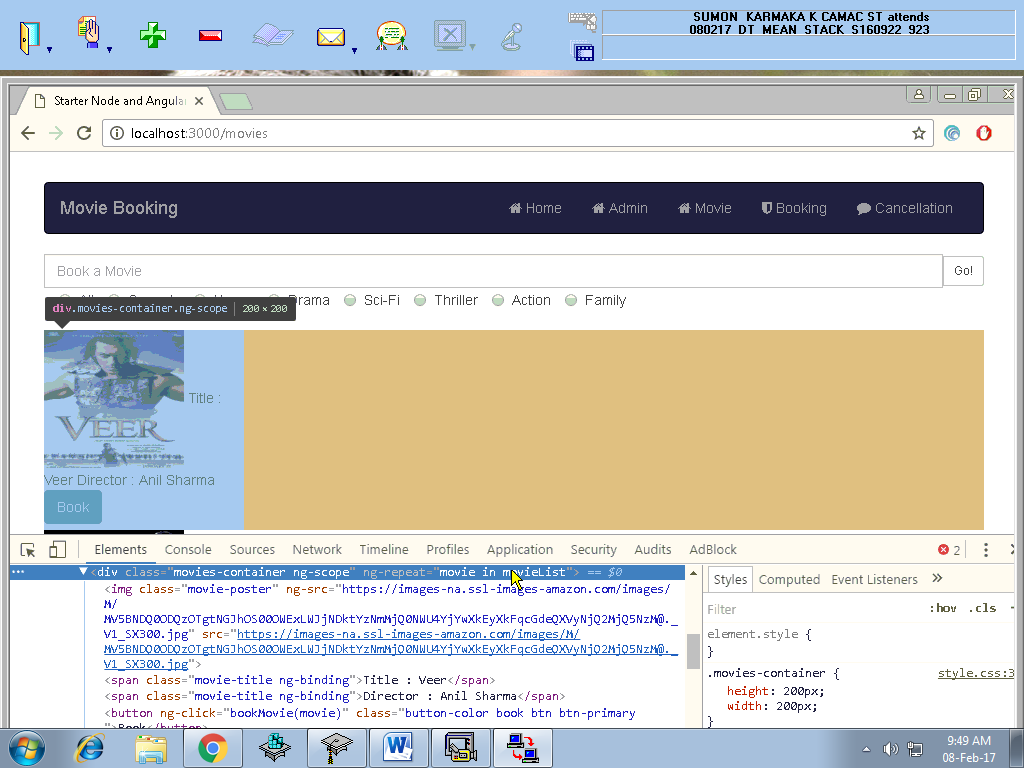 SUMON KARMAKA K CAMAC ST attends
080217_DT_MEAN_STACK_S160922_923
Starter Node and Angula
localhost:3000/movies
Movie Booking
Home
Admin
Movie
Booking
Cancellation
Book a Movie
Go!
Drama
Sci-Fi
Thriller
Action
Family
div.movies-container.ng-scope 200 × 200
Title :
VEER
Veer Director : Anil Sharma
Book
Elements Console Sources Network Timeline Profiles Application Security Audits AdBlock
2
<div class="movies-container ng-scope" ng-repeat="movie in movieList"> == $0
<img class="movie-poster" ng-src="https://images-na.ssl-images-amazon.com/images/
M/
MV5BNDQ0ODQzOTgtNGJhOS00OWExLWJjNDktYzNmMjQ0NWU4YjYwXkEyXkFqcGdeQXVyNjQ2MjQ5NzM@._
V1_SX300.jpg" src="https://images-na.ssl-images-amazon.com/images/M/
MV5BNDQ0ODQzOTgtNGJhOS00OWExLWJjNDktYzNmMjQ0NWU4YjYwXkEyXkFqcGdeQXVyNjQ2MjQ5NzM@._
V1_SX300.jpg">
<span class="movie-title ng-binding">Title : Veer</span>
<span class="movie-title ng-binding">Director : Anil Sharma</span>
<button ng-click="bookMovie(movie)" class="button-color book btn btn-primary
">Book</button>
Styles Computed Event Listeners
Filter
:hov .cls
element.style {
}
.movies-container {
style.css:3
height: 200px;
width: 200px;
}
9:49 AM
08-Feb-17